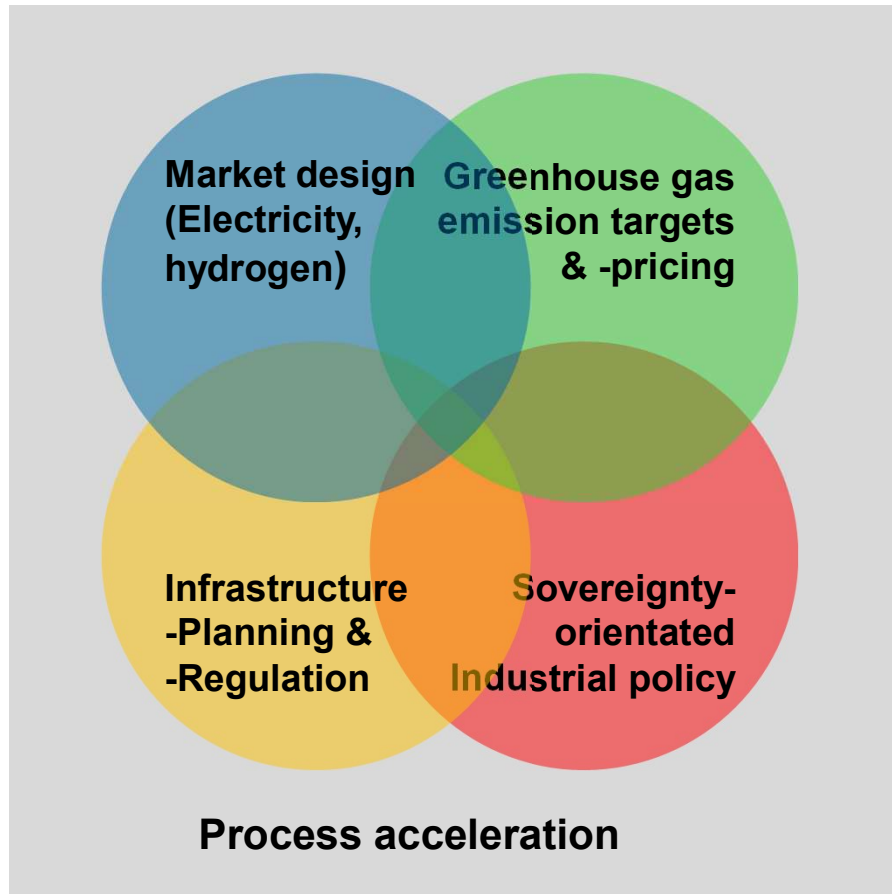 Market design
(Electricity,
hydrogen)
Greenhouse gas
emission targets
& -pricing
Infrastructure
-Planning &
-Regulation
Sovereignty-
orientated
Industrial policy
Process acceleration